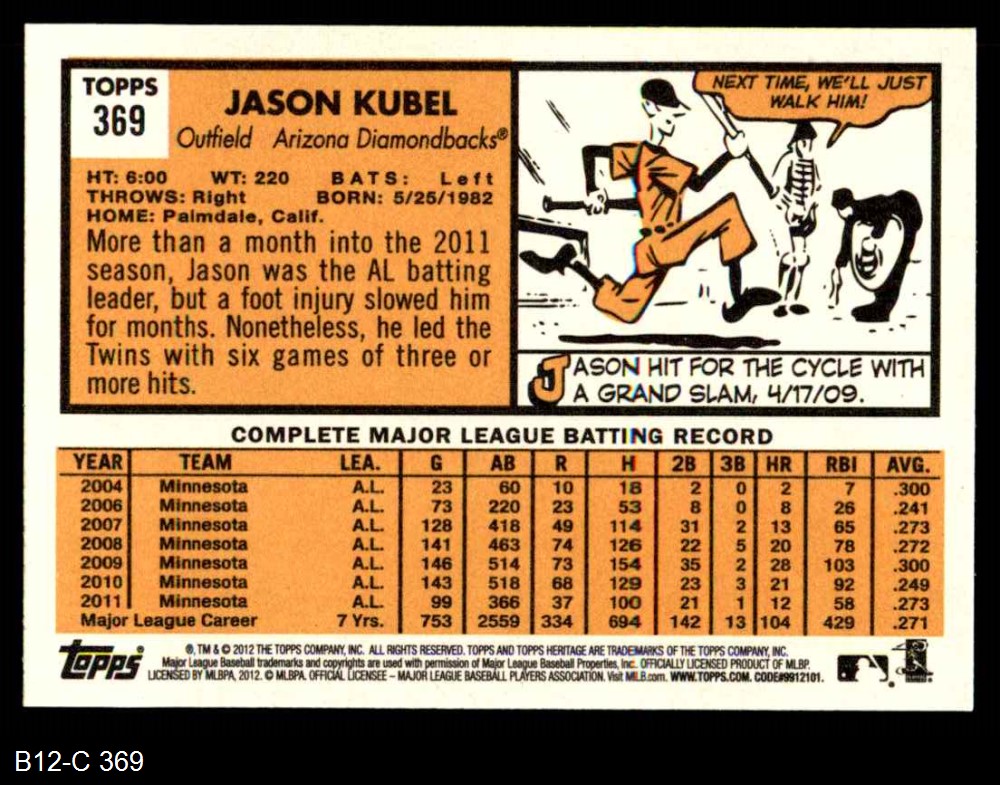 TOPPS
369
JASON KUBEL
Outfield Arizona Diamondbacks®
HT: 6:00 WT: 220 BATS: Left
THROWS: Right BORN: 5/25/1982
HOME: Palmdale, Calif.
More than a month into the 2011
season, Jason was the AL batting
leader, but a foot injury slowed him
for months. Nonetheless, he led the
Twins with six games of three or
more hits.
NEXT TIME, WE'LL JUST
WALK HIM!
JASON HIT FOR THE CYCLE WITH
A GRAND SLAM, 4/17/09.
COMPLETE MAJOR LEAGUE BATTING RECORD
YEAR TEAM LEA. G AB R H 2B 3B HR RBI AVG.
2004 Minnesota A.L. 23 60 10 18 2 0 2 7 .300
2006 Minnesota A.L. 73 220 23 53 8 0 8 26 .241
2007 Minnesota A.L. 128 418 49 114 31 2 13 65 .273
2008 Minnesota A.L. 141 463 74 126 22 5 20 78 .272
2009 Minnesota A.L. 146 514 73 154 35 2 28 103 .300
2010 Minnesota A.L. 143 518 68 129 23 3 21 92 .249
2011 Minnesota A.L. 99 366 37 100 21 1 12 58 .273
Major League Career 7 Yrs. 753 2559 334 694 142 13 104 429 .271
topps
®, TM & © 2012 THE TOPPS COMPANY, INC. ALL RIGHTS RESERVED. TOPPS AND TOPPS HERITAGE ARE TRADEMARKS OF THE TOPPS COMPANY, INC.
Major League Baseball trademarks and copyrights are used with permission of Major League Baseball Properties, Inc. OFFICIALLY LICENSED PRODUCT OF MLBP.
LICENSED BY MLBPA, 2012. © MLBPA. OFFICIAL LICENSEE – MAJOR LEAGUE BASEBALL PLAYERS ASSOCIATION. Visit MLB.com. WWW.TOPPS.COM. CODE#9912101.
B12-C 369